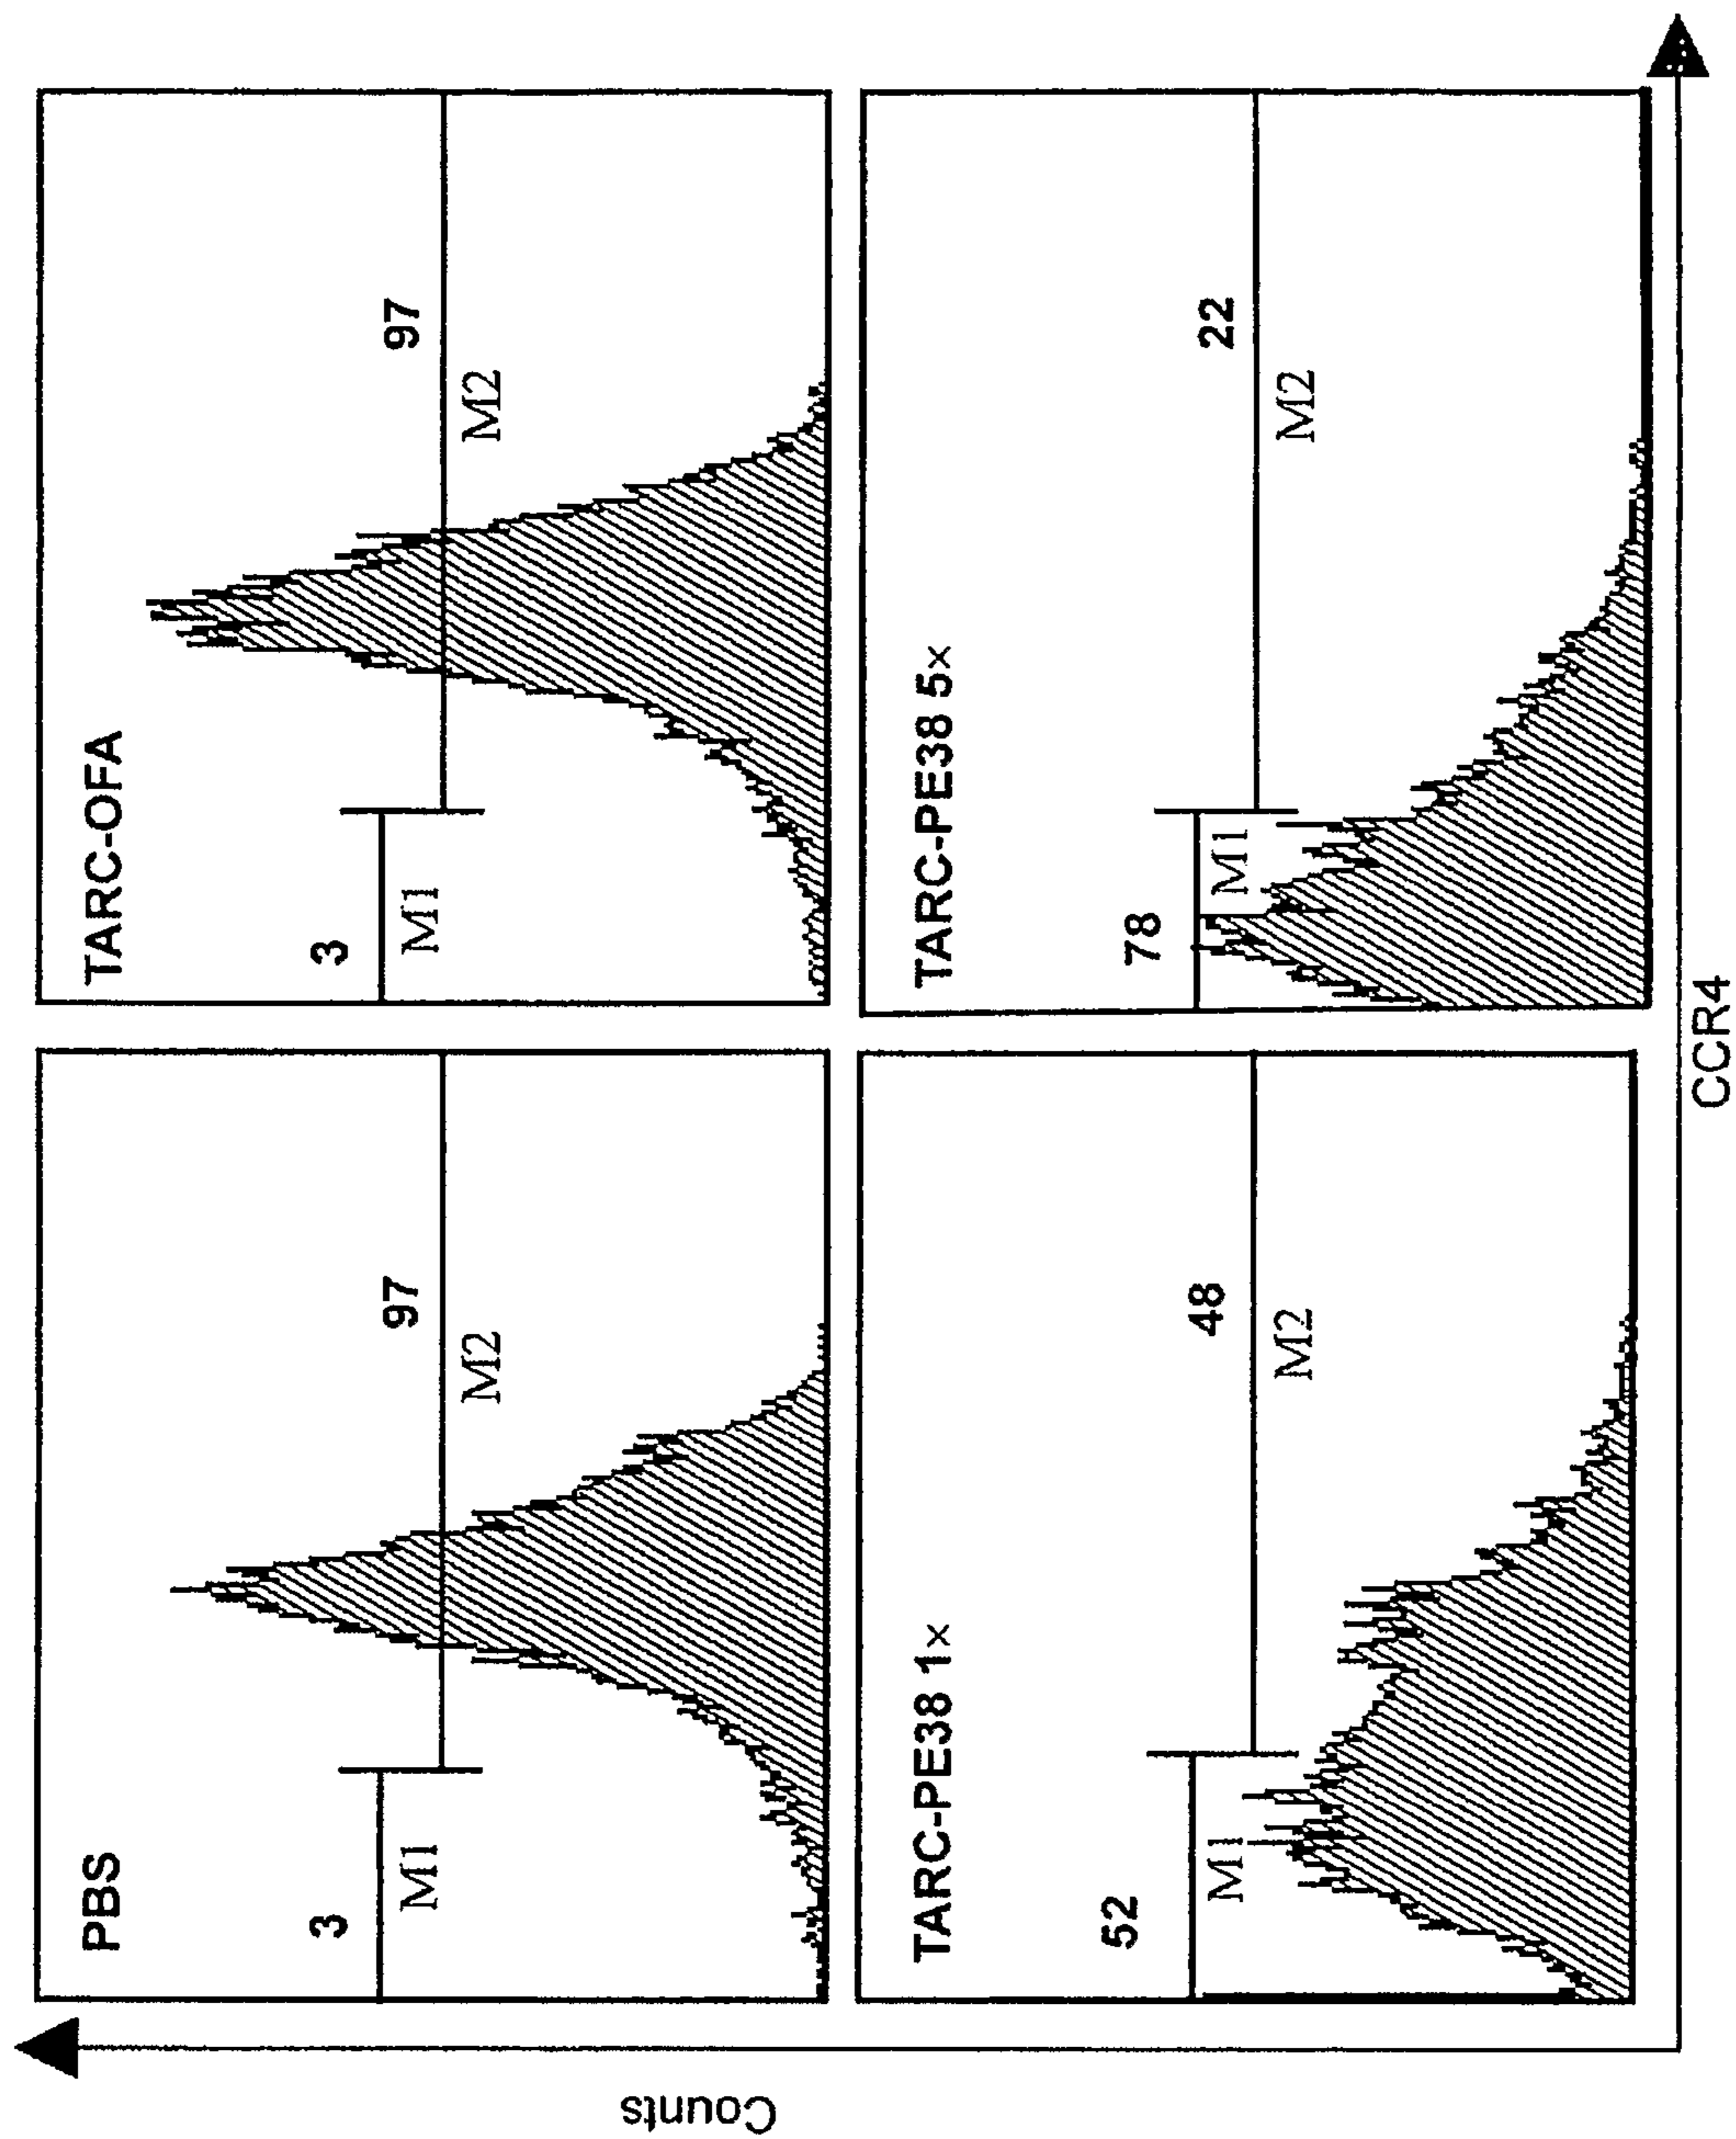 Counts
PBS
3
M1
97
M2
TARC-OFA
3
M1
97
M2
TARC-PE38 1×
52
M1
48
M2
TARC-PE38 5×
78
M1
22
M2
CCR4